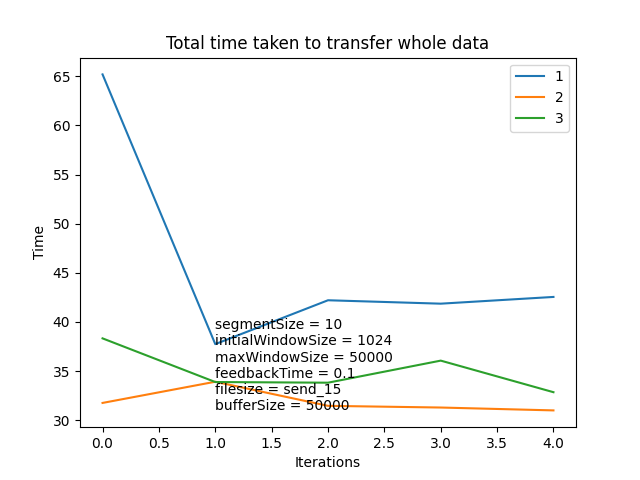 Total time taken to transfer whole data
1
2
3
65
60
55
50
45
40
35
30
Time
segmentSize = 10
initialWindowSize = 1024
maxWindowSize = 50000
feedbackTime = 0.1
filesize = send_15
bufferSize = 50000
0.0 0.5 1.0 1.5 2.0 2.5 3.0 3.5 4.0
Iterations